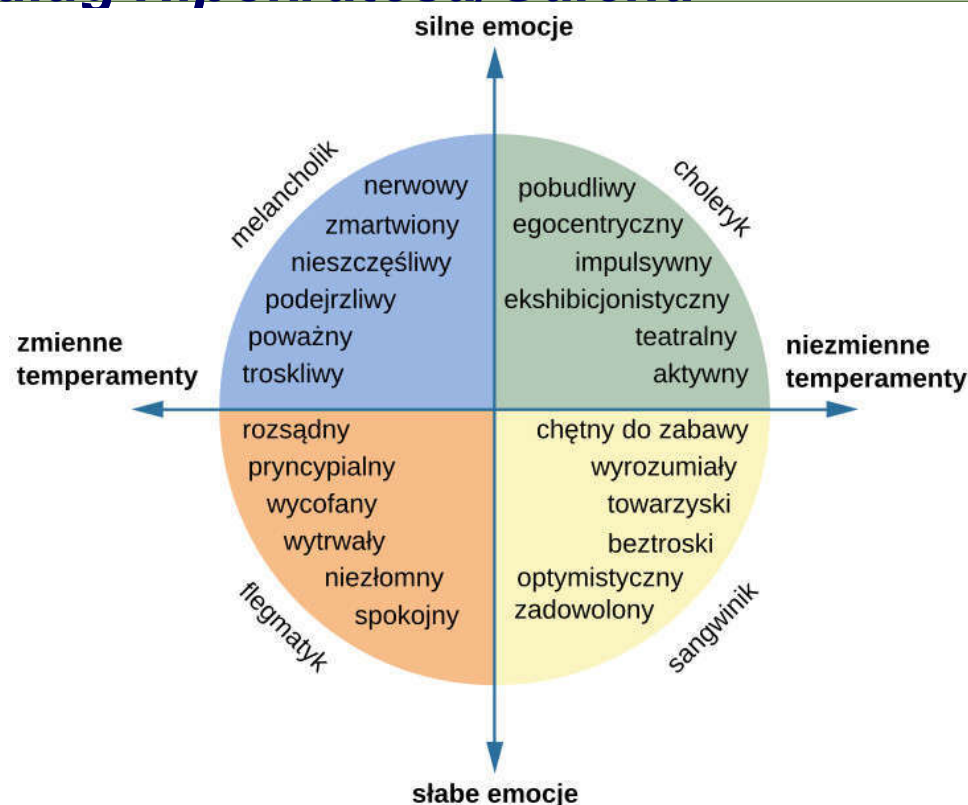 silne emocje
melancholik
nerwowy
zmartwiony
nieszczęśliwy
podejrzliwy
poważny
troskliwy
choleryk
pobudliwy
egocentryczny
impulsywny
ekshibicjonistyczny
teatralny
aktywny
zmienne
temperamenty
niezmienne
temperamenty
rozsądny
pryncypialny
wycofany
wytrwały
niezłomny
spokojny
flegmatyk
chętny do zabawy
wyrozumiały
towarzyski
beztroski
optymistyczny
zadowolony
sangwinik
słabe emocje